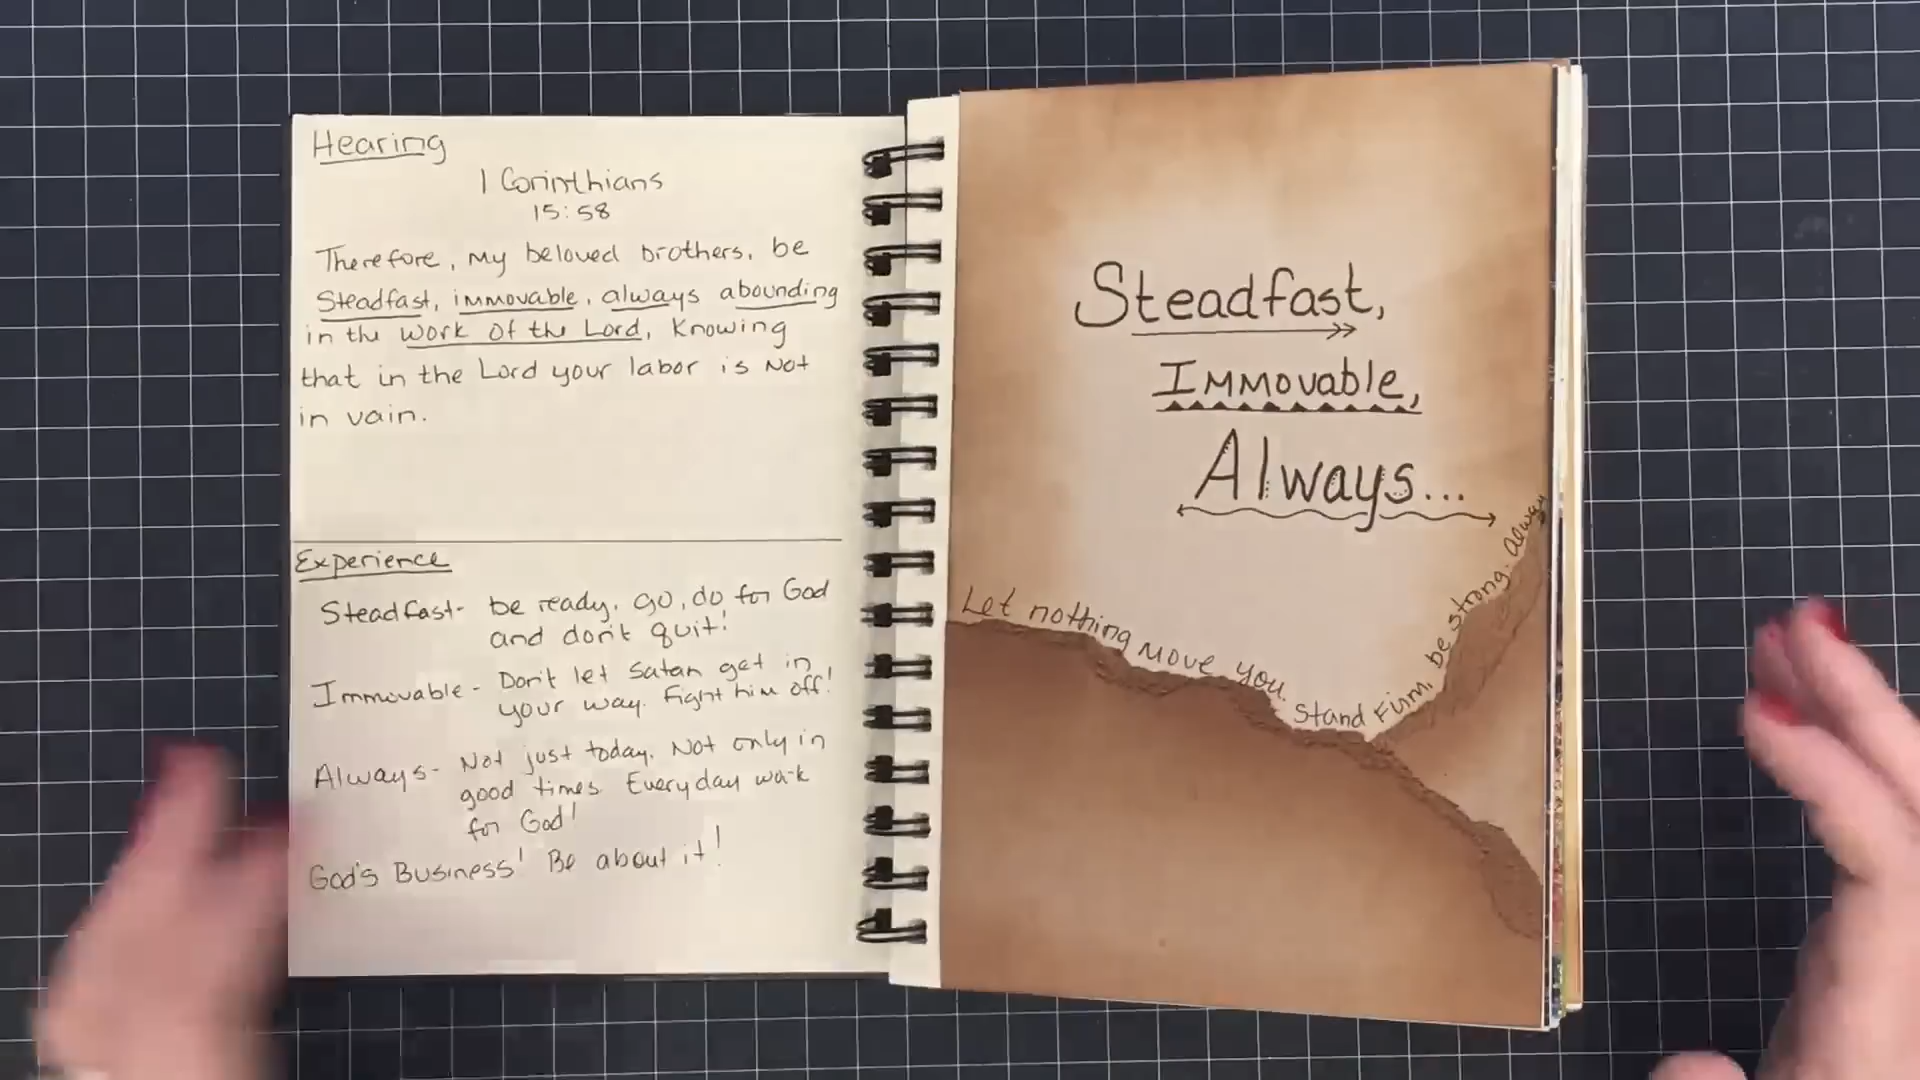 Hearing
1 Corinthians
15:58
Therefore, my beloved brothers, be
Steadfast, immovable, always abounding
in the work of the Lord, knowing
that in the Lord your labor is not
in vain.
Experience
Steadfast- be ready, go, do for God
and don't quit!
Immovable- Don't let Satan get in
your way. Fight him off!
Always- Not just today. Not only in
good times. Everyday work
for God!
God's Business! Be about it!
Steadfast,
Immovable,
Always...
Let nothing move you. Stand Firm, be strong. Always